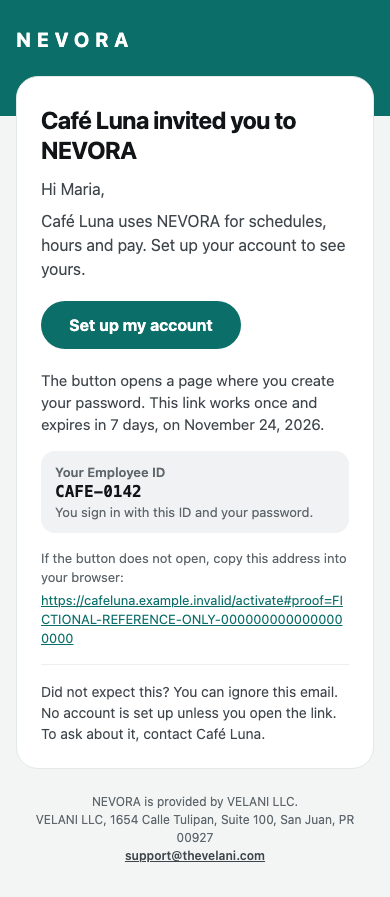 NEVORA
Café Luna invited you to
NEVORA
Hi Maria,
Café Luna uses NEVORA for schedules,
hours and pay. Set up your account to see
yours.
Set up my account
The button opens a page where you create
your password. This link works once and
expires in 7 days, on November 24, 2026.
Your Employee ID
CAFE-0142
You sign in with this ID and your password.
If the button does not open, copy this address into
your browser:
https://cafeluna.example.invalid/activate#proof=FI
CTIONAL-REFERENCE-ONLY-000000000000000
0000
Did not expect this? You can ignore this email.
No account is set up unless you open the link.
To ask about it, contact Café Luna.
NEVORA is provided by VELANI LLC.
VELANI LLC, 1654 Calle Tulipan, Suite 100, San Juan, PR
00927
support@thevelani.com